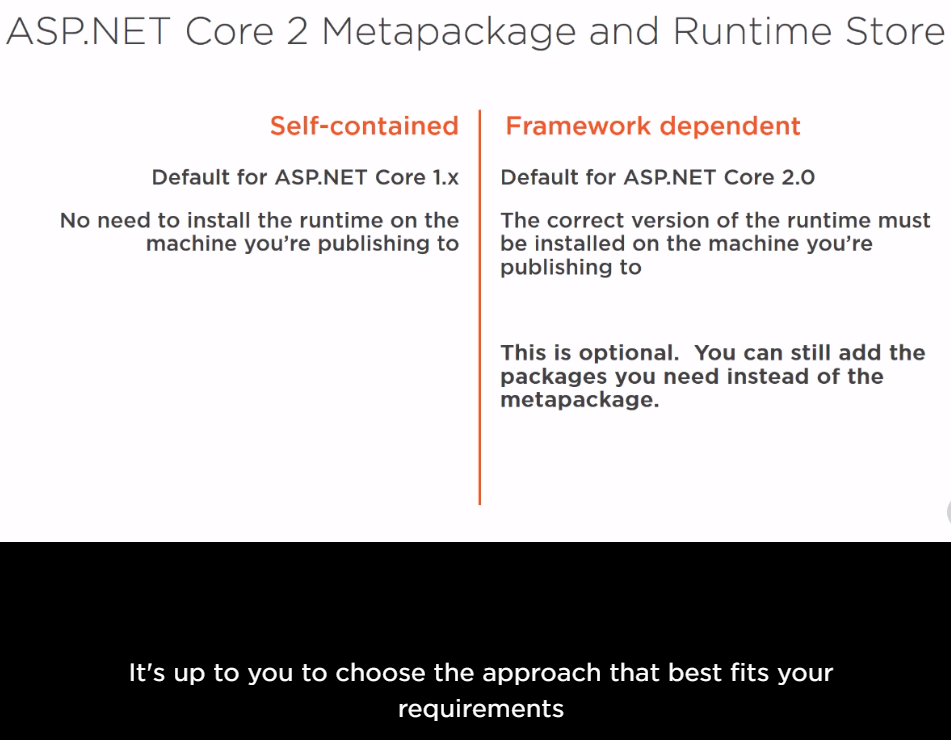 ASP.NET Core 2 Metapackage and Runtime Store
Self-contained
Default for ASP.NET Core 1.x
No need to install the runtime on the
machine you're publishing to
Framework dependent
Default for ASP.NET Core 2.0
The correct version of the runtime must
be installed on the machine you're
publishing to
This is optional.  You can still add the
packages you need instead of the
metapackage.
It's up to you to choose the approach that best fits your
requirements